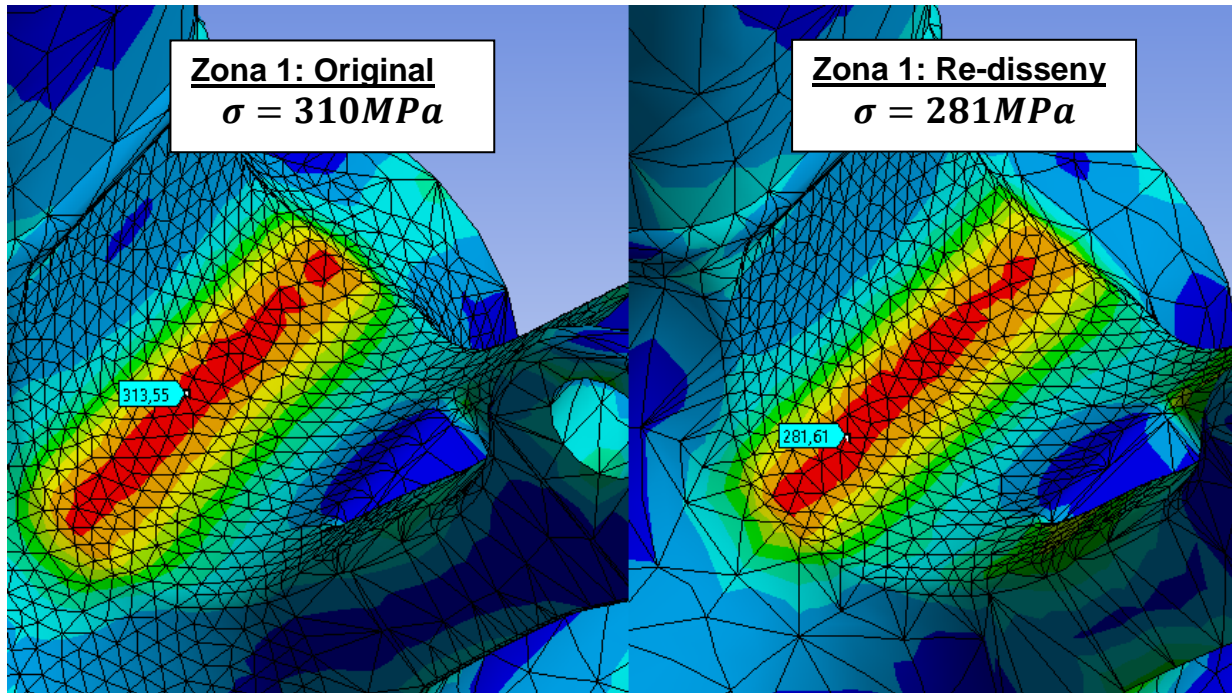 Zona 1: Original
σ = 310MPa
313,55
Zona 1: Re-disseny
σ = 281MPa
281,61